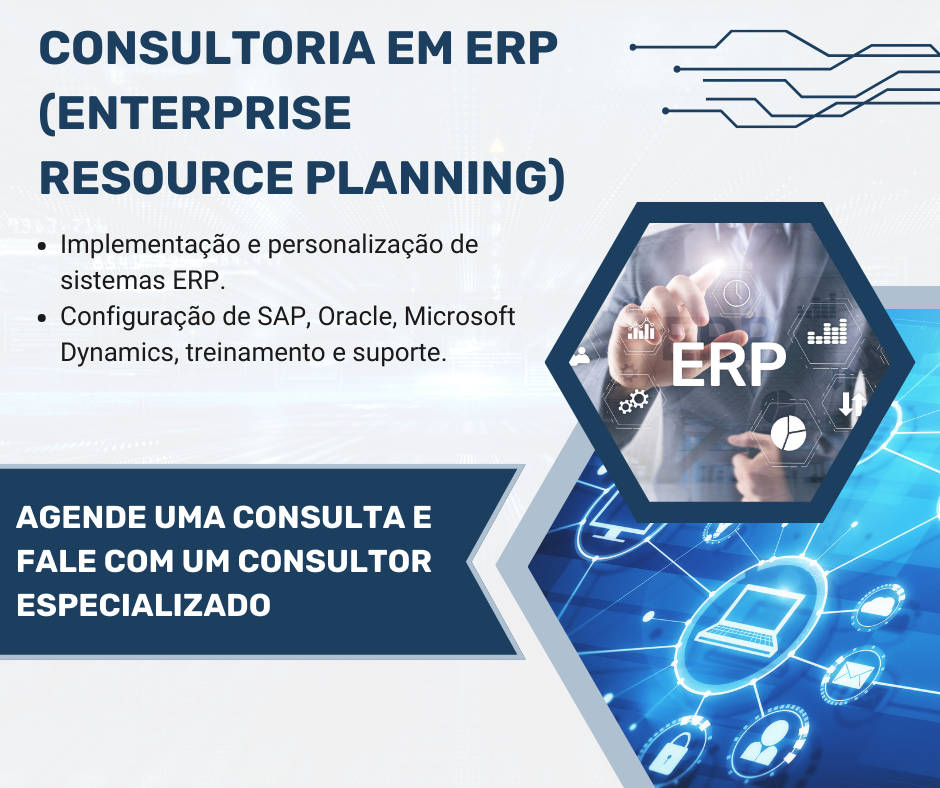 CONSULTORIA EM ERP
(ENTERPRISE
RESOURCE PLANNING)
• Implementação e personalização de
sistemas ERP.
• Configuração de SAP, Oracle, Microsoft
Dynamics, treinamento e suporte.
ERP
AGENDE UMA CONSULTA E
FALE COM UM CONSULTOR
ESPECIALIZADO